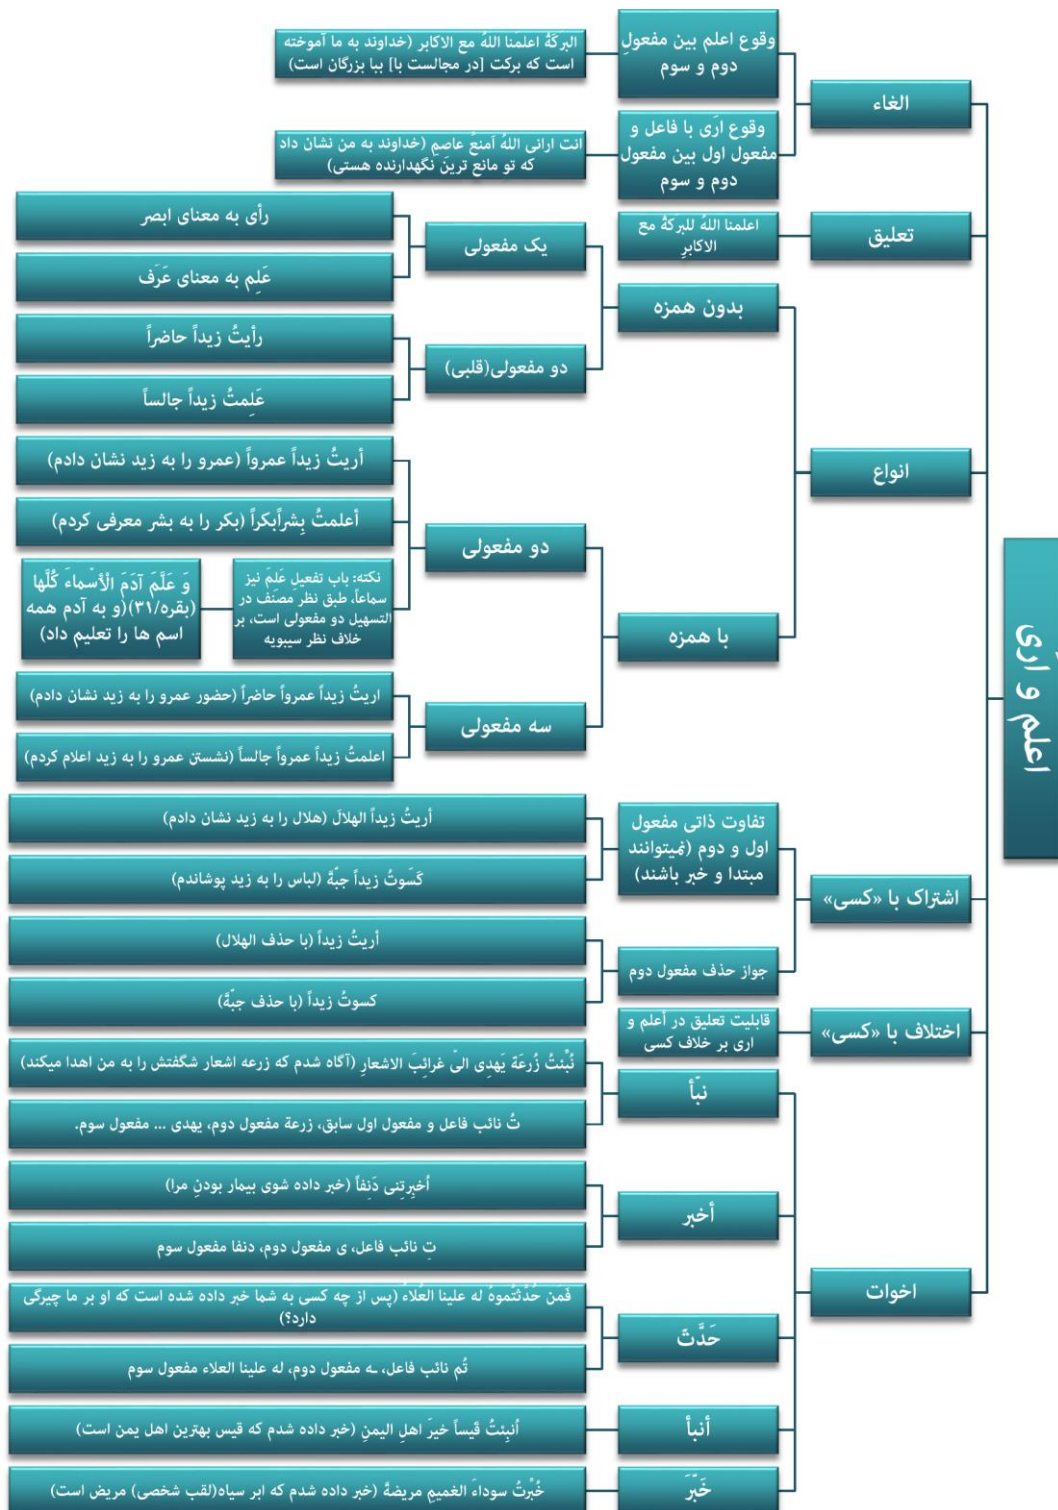 اعلم و اری
الغاء
وقوع اعلم بین مفعولِ
دوم و سوم
البرَکَةُ اعلمَنا اللهُ مع الاکابر (خداوند به ما آموخته
است که برکت [در مجالست با] ببا بزرگان است)
وقوع ارَی با فاعل و
مفعول اول بین مفعول
دوم و سوم
انت ارانی اللهُ اَمنعُ عاصمٍ (خداوند به من نشان داد
که تو مانع ترینَ نگهدارنده هستی)
تعلیق
اعلمنا اللهُ للبرَکةُ مع
الاکابرِ
انواع
بدون همزه
یک مفعولی
رأی به معنای ابصر
عَلِم به معنای عَرَف
دو مفعولی(قلبی)
رأیتُ زیداً حاضراً
عَلِمتُ زیداً جالساً
با همزه
دو مفعولی
أریتُ زیداً عمرواً (عمرو را به زید نشان دادم)
أعلمتُ بِشراًبکراً (بکر را به بشر معرفی کردم)
نکته: باب تفعیلِ عَلمَ نیز
سماعاً، طبق نظر مصنف در
التسهیل دو مفعولی است، بر
خلاف نظر سیبویه
وَ عَلَّمَ آدَمَ الْأَسْماءَ كُلَّها
(بقره/۳۱)(و به آدم همه
اسم ها را تعلیم داد)
سه مفعولی
اریتُ زیداً عمرواً حاضراً (حضور عمرو را به زید نشان دادم)
اعلمتُ زیداً عمرواً جالساً (نشستن عمرو را به زید اعلام کردم)
اشتراک با «کسی»
تفاوت ذاتی مفعول
اول و دوم (نمیتوانند
مبتدا و خبر باشند)
أریتُ زیداً الهلالَ (هلال را به زید نشان دادم)
کَسَوتُ زیداً جبّةً (لباس را به زید پوشاندم)
جواز حذف مفعول دوم
أریتُ زیداً (با حذف الهلال)
کسوتُ زیداً (با حذف جبّةً)
اختلاف با «کسی»
قابلیت تعلیق در أعلم و
اری بر خلاف کسی
اخوات
نبّأ
نُبِّئتُ زُرعَةَ یَهدِی الیّ غرائبَ الاشعارِ (آگاه شدم که زرعه اشعار شگفتش را به من اهدا میکند)
تُ نائب فاعل و مفعول اول سابق، زرعة مفعول دوم، یهدی ... مفعول سوم.
أخبر
اُخبِرتِنی دَنِفاً (خبر داده شوی بیمار بودنِ مرا)
تِ نائب فاعل، ی مفعول دوم، دنفا مفعول سوم
حَدَّثَ
فَمَن حُدِّثتُموهُ له علینا العُلاءُ (پس از چه کسی به شما خبر داده شده است که او بر ما چیرگی
دارد؟)
تُم نائب فاعل، ـه مفعول دوم، له علینا العلاء مفعول سوم
أنبأ
اُنبِئتُ قَیساً خیرَ اهلِ الیمنِ (خبر داده شدم که قیس بهترین اهل یمن است)
خَبَّرَ
خُبِّرتُ سوداءَ الغمیمِ مریضةً (خبر داده شدم که ابر سیاه(لقب شخصی) مریض است)